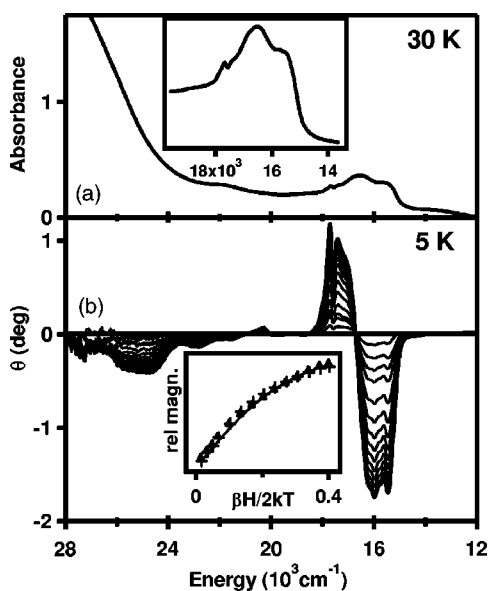 30 K
Absorbance
1
0
18x10³
16
14
(a)
5 K
(b)
θ (deg)
1
0
-1
-2
rel magn.
0
0.4
βH/2kT
28
24
20
16
12
Energy (10³cm⁻¹)